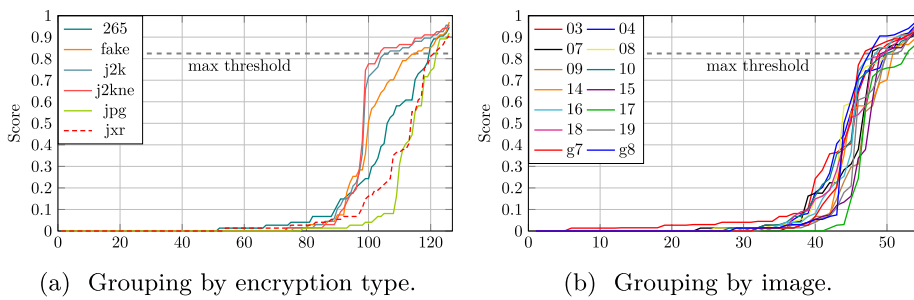 1
0.9
0.8
0.7
0.6
0.5
0.4
0.3
0.2
0.1
0
Score
265
fake
j2k
j2kne
jpg
jxr
max threshold
0 20 40 60 80 100 120
(a) Grouping by encryption type.
1
0.9
0.8
0.7
0.6
0.5
0.4
0.3
0.2
0.1
0
Score
03 04
07 08
09 10
14 15
16 17
18 19
g7 g8
max threshold
0 10 20 30 40 50
(b) Grouping by image.